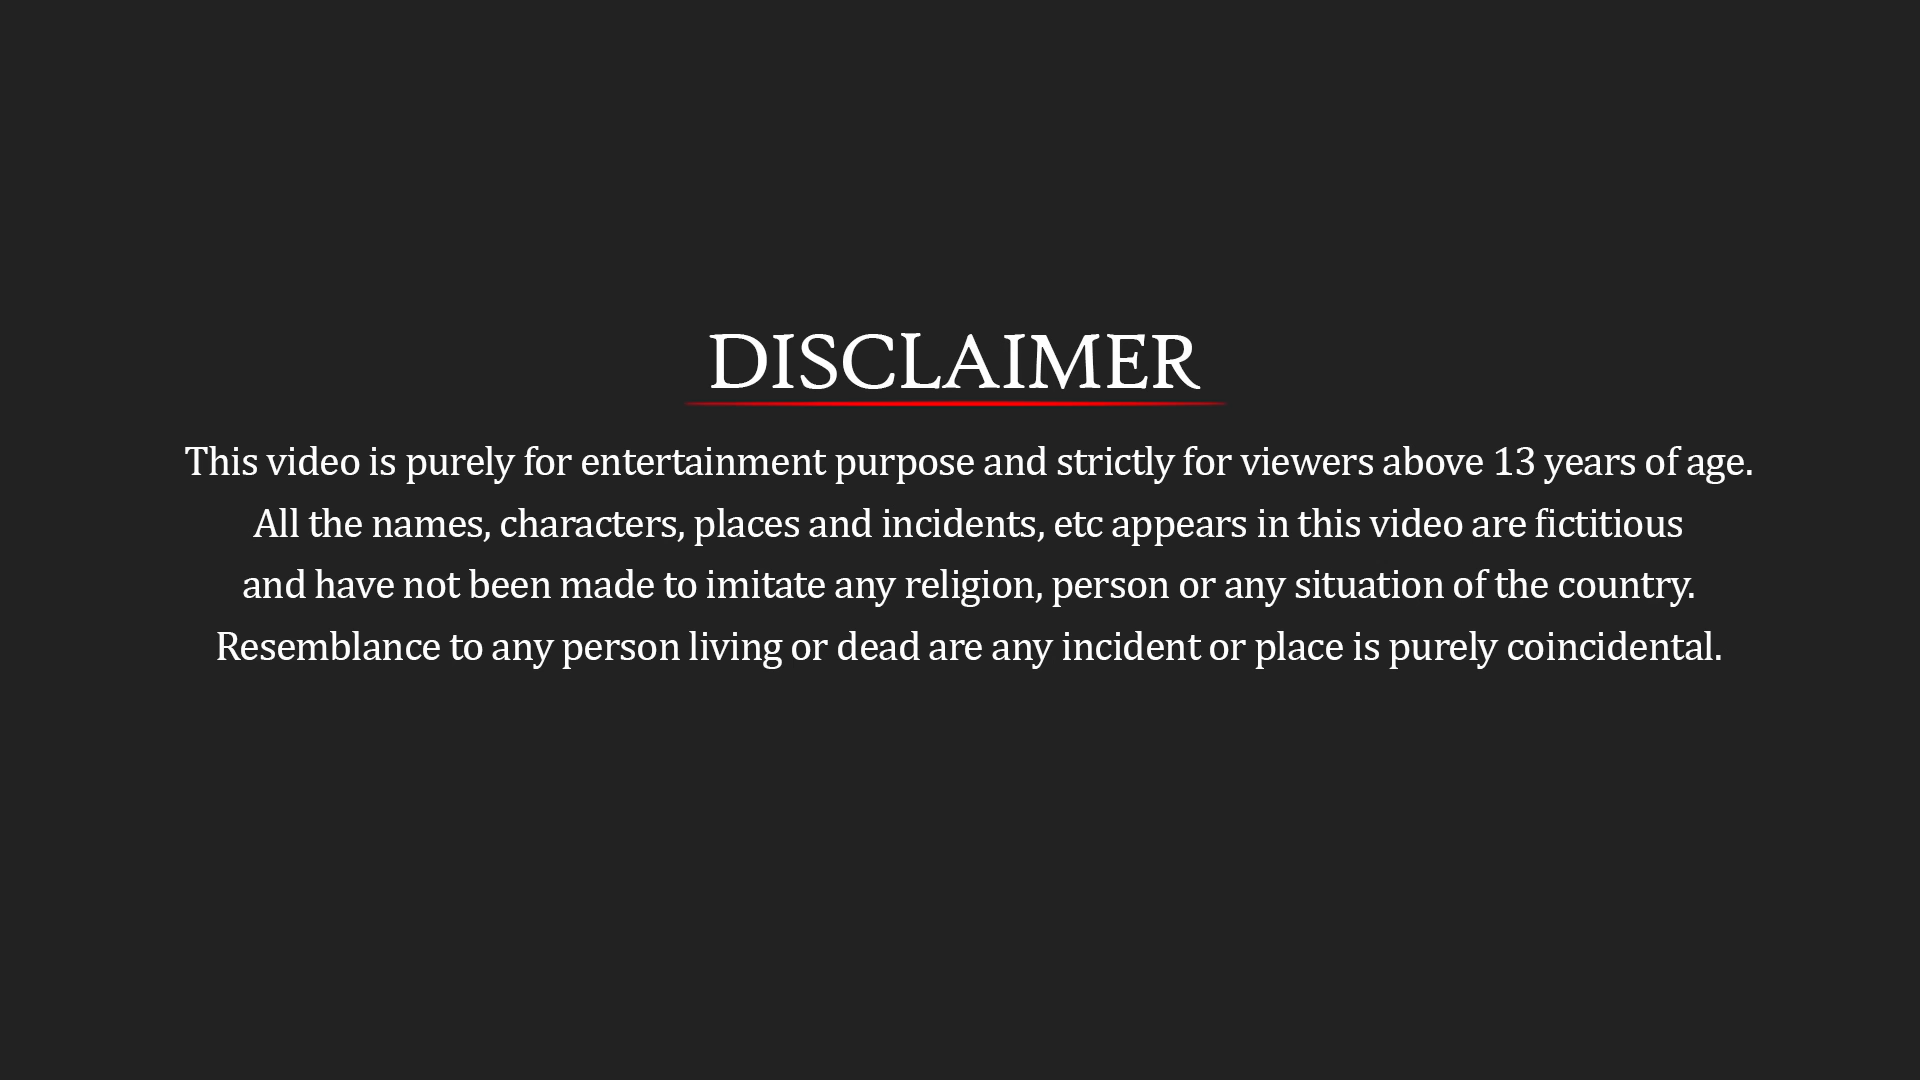 DISCLAIMER
This video is purely for entertainment purpose and strictly for viewers above 13 years of age.
All the names, characters, places and incidents, etc appears in this video are fictitious
and have not been made to imitate any religion, person or any situation of the country.
Resemblance to any person living or dead are any incident or place is purely coincidental.